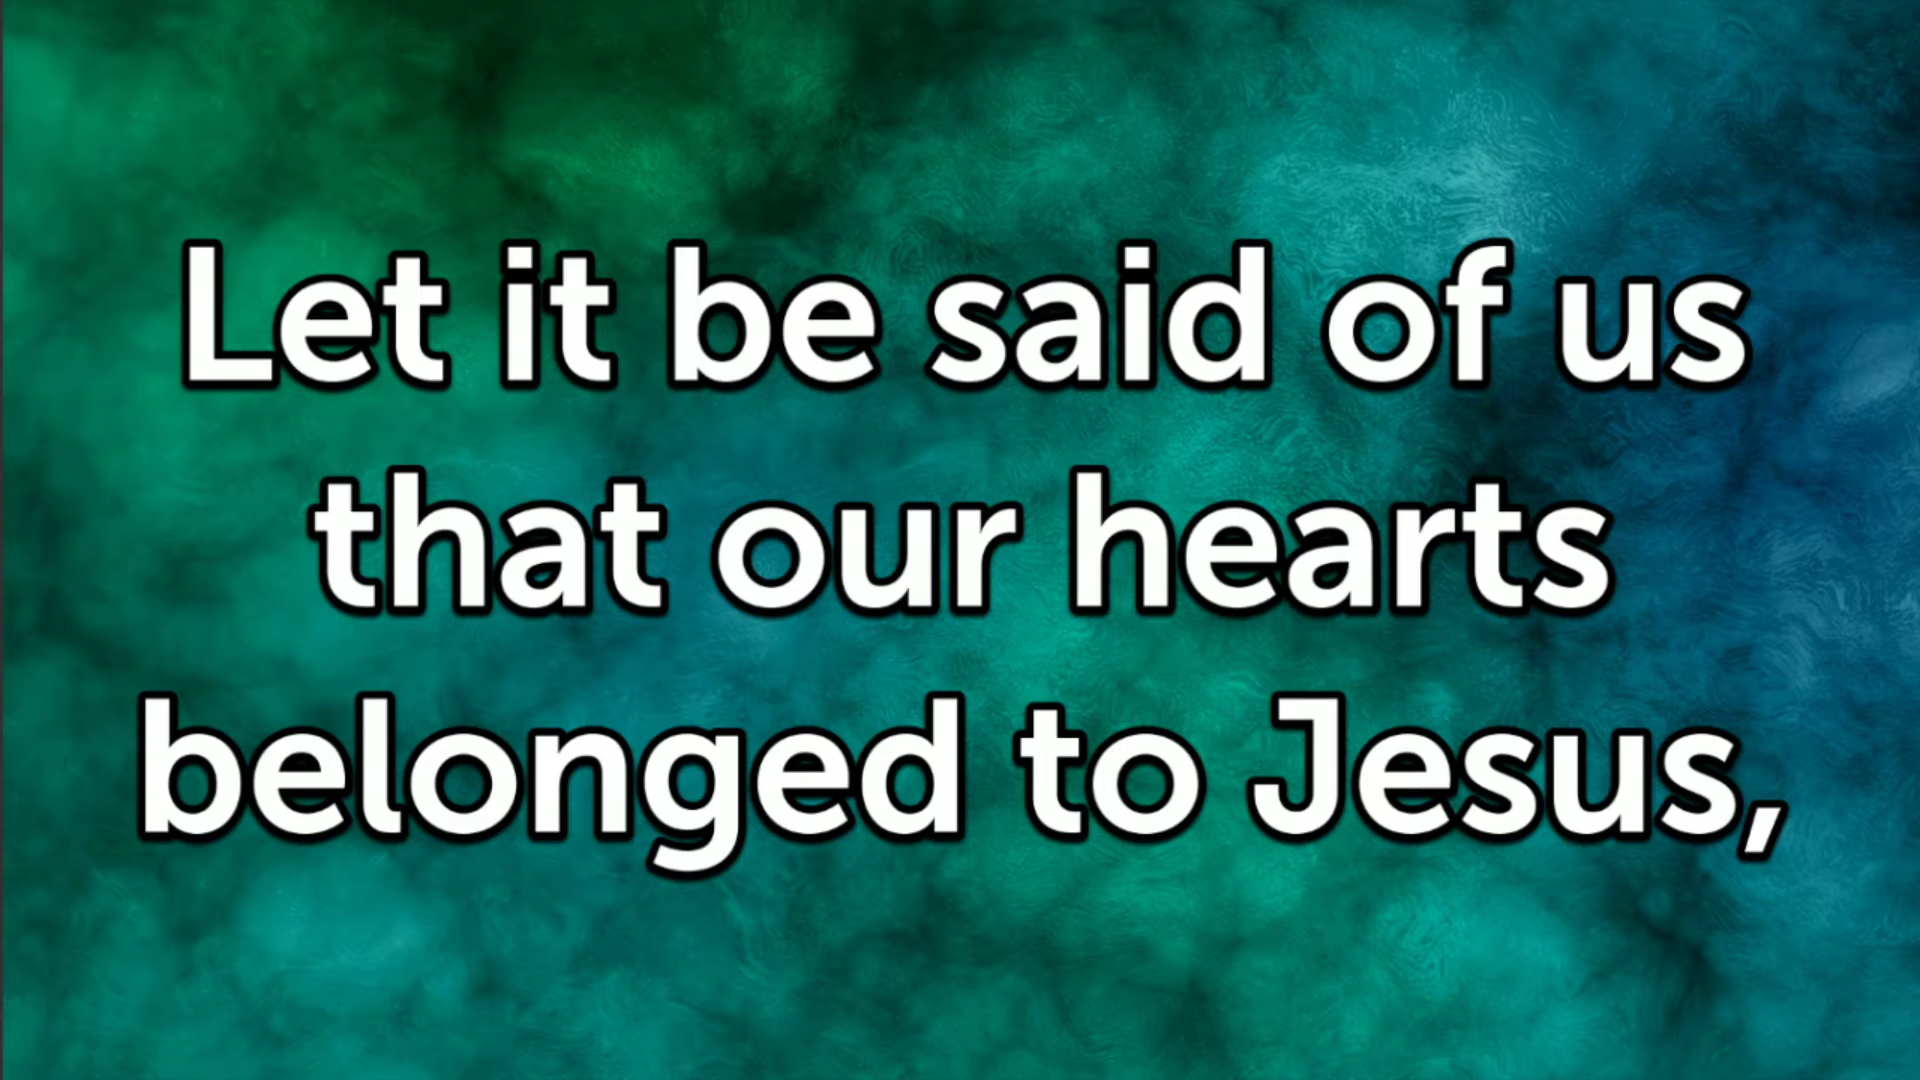 Let it be said of us
that our hearts
belonged to Jesus,